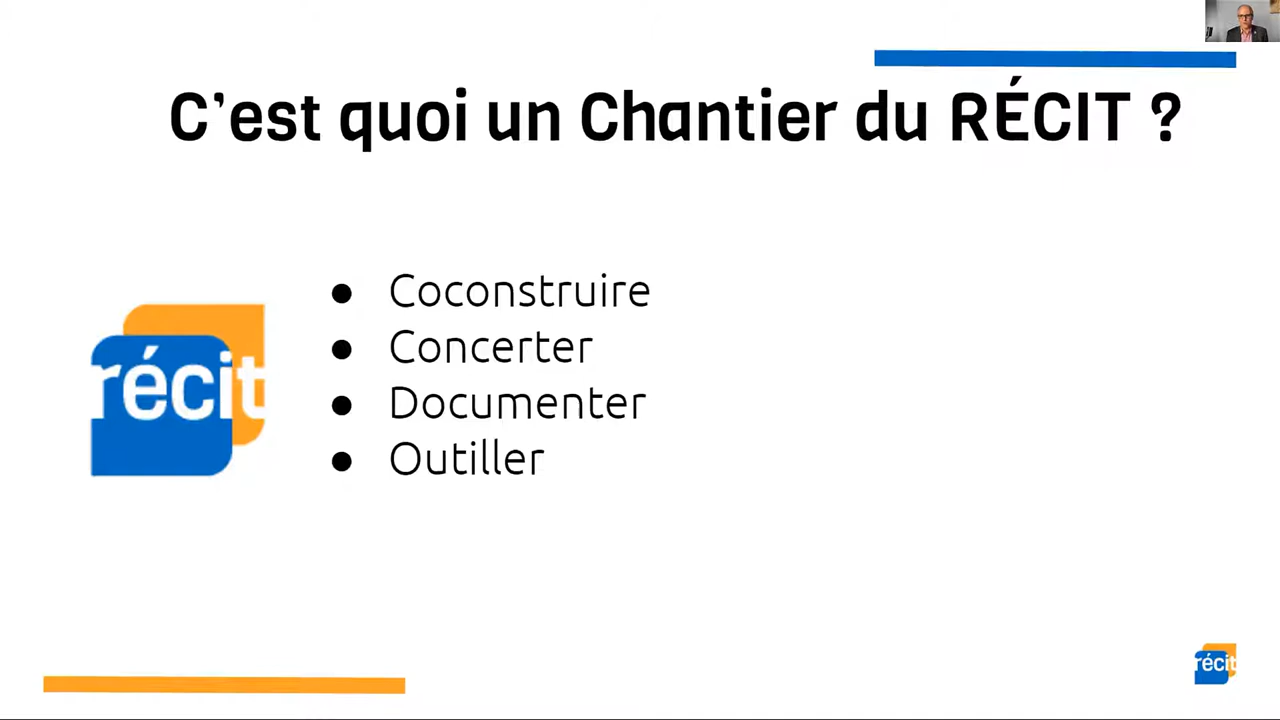 C'est quoi un Chantier du RÉCIT ?
récit
● Coconstruire
● Concerter
● Documenter
● Outiller
récit